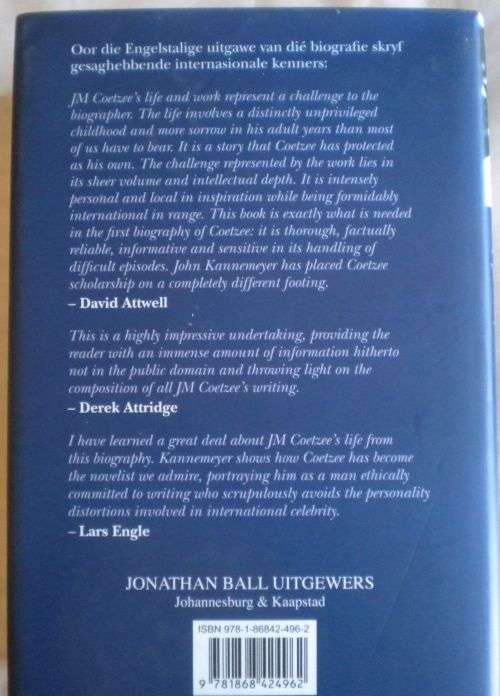 Oor die Engelstalige uitgawe van dié biografie skryf
gesaghebbende internasionale kenners:
JM Coetzee's life and work represent a challenge to the
biographer. The life involves a distinctly unprivileged
childhood and more sorrow in his adult years than most
of us have to bear. It is a story that Coetzee has protected
as his own. The challenge represented by the work lies in
its sheer volume and intellectual depth. It is intensely
personal and local in inspiration while being formidably
international in range. This book is exactly what is needed
in the first biography of Coetzee: it is thorough, factually
reliable, informative and sensitive in its handling of
difficult episodes. John Kannemeyer has placed Coetzee
scholarship on a completely different footing.
– David Attwell
This is a highly impressive undertaking, providing the
reader with an immense amount of information hitherto
not in the public domain and throwing light on the
composition of all JM Coetzee's writing.
– Derek Attridge
I have learned a great deal about JM Coetzee's life from
this biography. Kannemeyer shows how Coetzee has become
the novelist we admire, portraying him as a man ethically
committed to writing who scrupulously avoids the personality
distortions involved in international celebrity.
– Lars Engle
JONATHAN BALL UITGEWERS
Johannesburg & Kaapstad
ISBN 978-1-86842-496-2
9 781868 424962